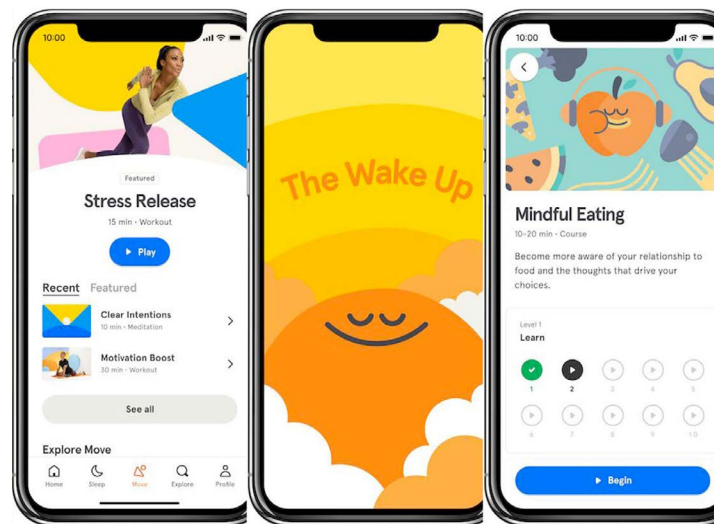 10:00
Featured
Stress Release
15 min · Workout
Play
Recent Featured
Clear Intentions
10 min · Meditation
Motivation Boost
30 min · Workout
See all
Explore Move
Home Sleep Move Explore Profile
The Wake Up
10:00
Mindful Eating
10–20 min · Course
Become more aware of your relationship to
food and the thoughts that drive your
choices.
Level 1
Learn
1 2 3 4 5
6 7 8 9 10
Begin